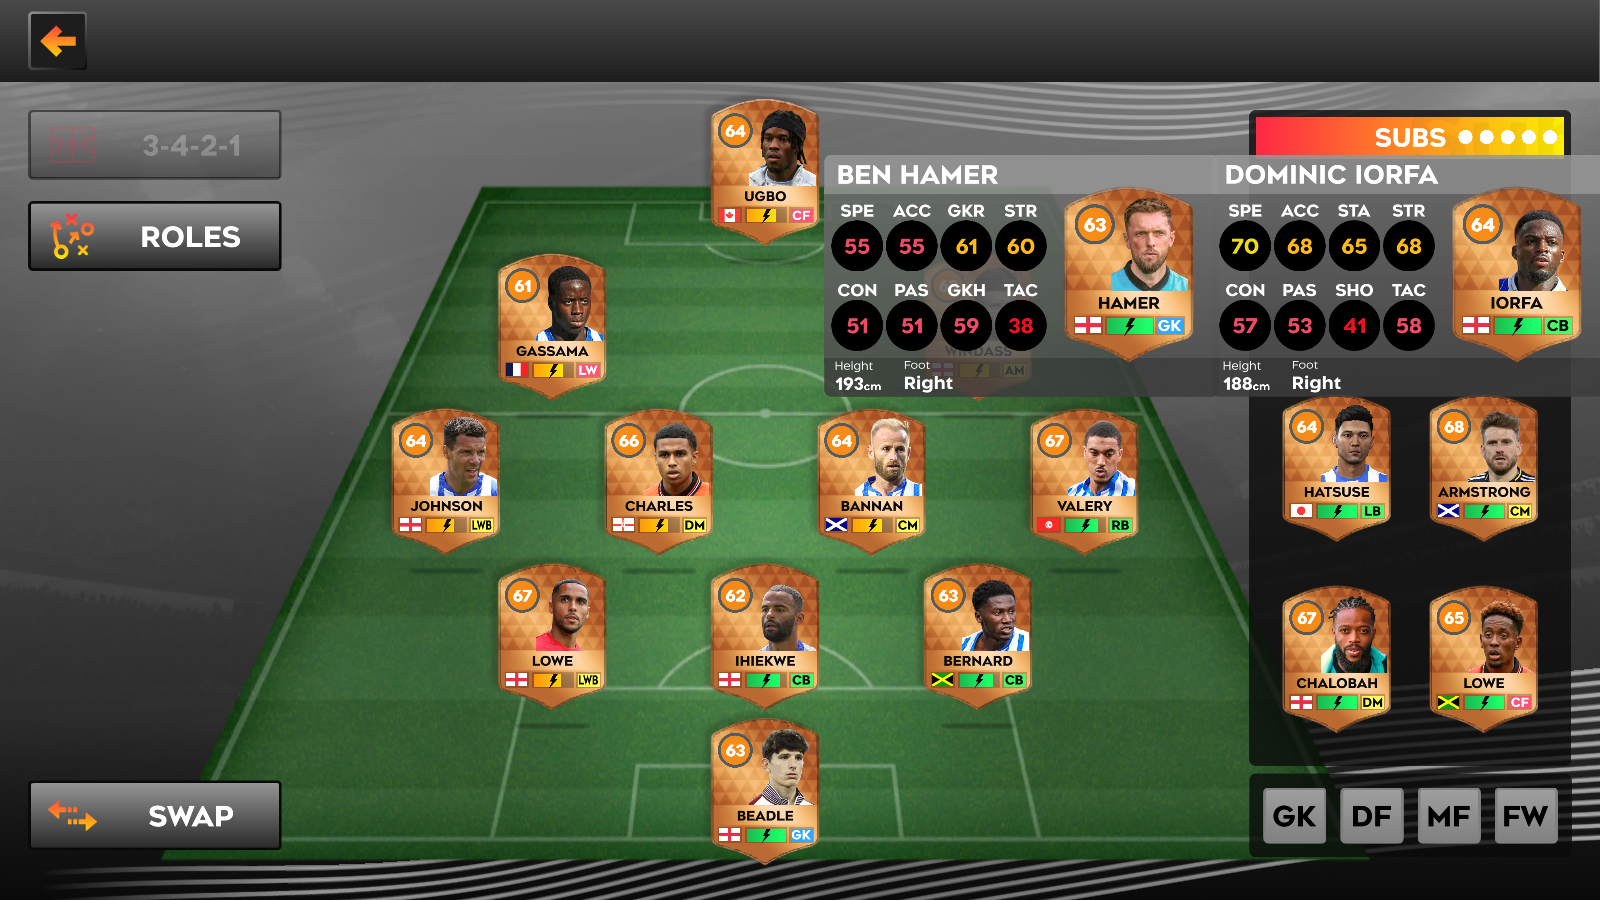 3-4-2-1
ROLES
SWAP
64
UGBO
CF
61
GASSAMA
LW
WINDASS
AM
64
JOHNSON
LWB
66
CHARLES
DM
64
BANNAN
CM
67
VALERY
RB
67
LOWE
LWB
62
IHIEKWE
CB
63
BERNARD
CB
63
BEADLE
GK
SUBS
BEN HAMER
SPE ACC GKR STR
55 55 61 60
CON PAS GKH TAC
51 51 59 38
Height Foot
193cm Right
63
HAMER
GK
DOMINIC IORFA
SPE ACC STA STR
70 68 65 68
CON PAS SHO TAC
57 53 41 58
Height Foot
188cm Right
64
IORFA
CB
64
HATSUSE
LB
68
ARMSTRONG
CM
67
CHALOBAH
DM
65
LOWE
CF
GK DF MF FW